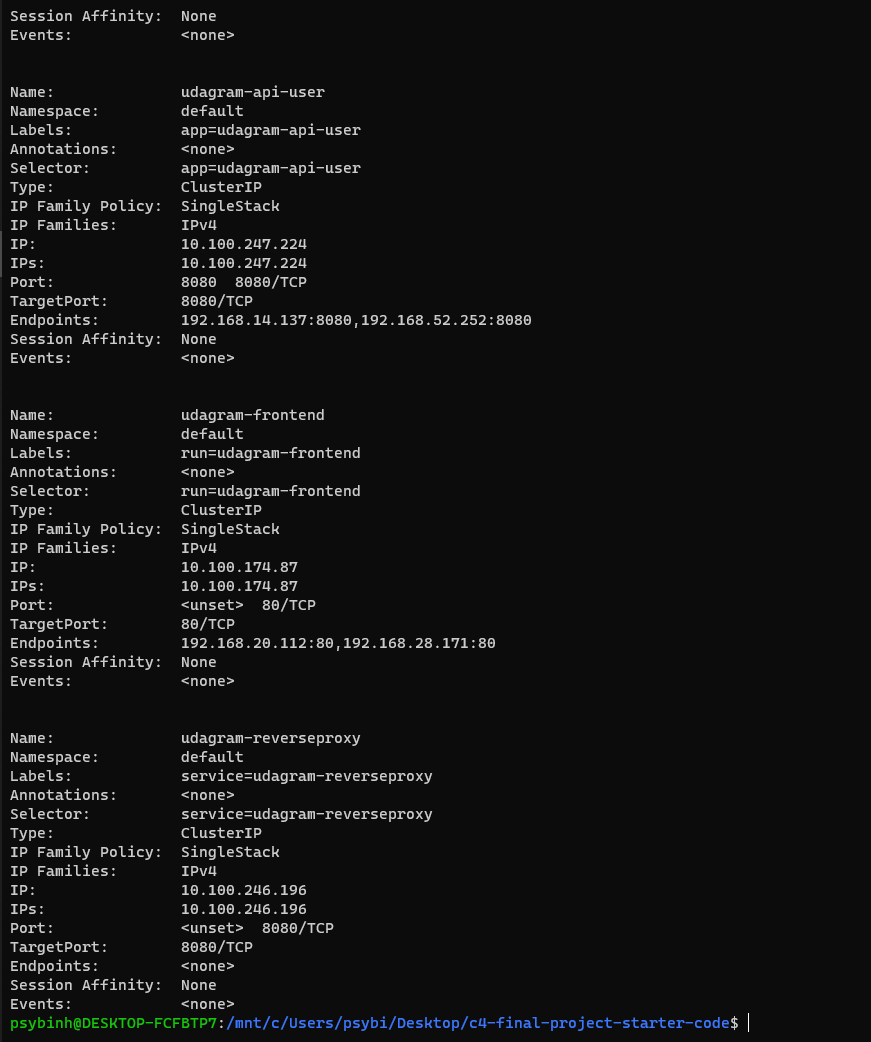 Session Affinity:  None
Events:            <none>
Name:              udagram-api-user
Namespace:         default
Labels:            app=udagram-api-user
Annotations:       <none>
Selector:          app=udagram-api-user
Type:              ClusterIP
IP Family Policy:  SingleStack
IP Families:       IPv4
IP:                10.100.247.224
IPs:               10.100.247.224
Port:              8080  8080/TCP
TargetPort:        8080/TCP
Endpoints:         192.168.14.137:8080,192.168.52.252:8080
Session Affinity:  None
Events:            <none>
Name:              udagram-frontend
Namespace:         default
Labels:            run=udagram-frontend
Annotations:       <none>
Selector:          run=udagram-frontend
Type:              ClusterIP
IP Family Policy:  SingleStack
IP Families:       IPv4
IP:                10.100.174.87
IPs:               10.100.174.87
Port:              <unset>  80/TCP
TargetPort:        80/TCP
Endpoints:         192.168.20.112:80,192.168.28.171:80
Session Affinity:  None
Events:            <none>
Name:              udagram-reverseproxy
Namespace:         default
Labels:            service=udagram-reverseproxy
Annotations:       <none>
Selector:          service=udagram-reverseproxy
Type:              ClusterIP
IP Family Policy:  SingleStack
IP Families:       IPv4
IP:                10.100.246.196
IPs:               10.100.246.196
Port:              <unset>  8080/TCP
TargetPort:        8080/TCP
Endpoints:         <none>
Session Affinity:  None
Events:            <none>
psybinh@DESKTOP-FCFBTP7:/mnt/c/Users/psybi/Desktop/c4-final-project-starter-code$